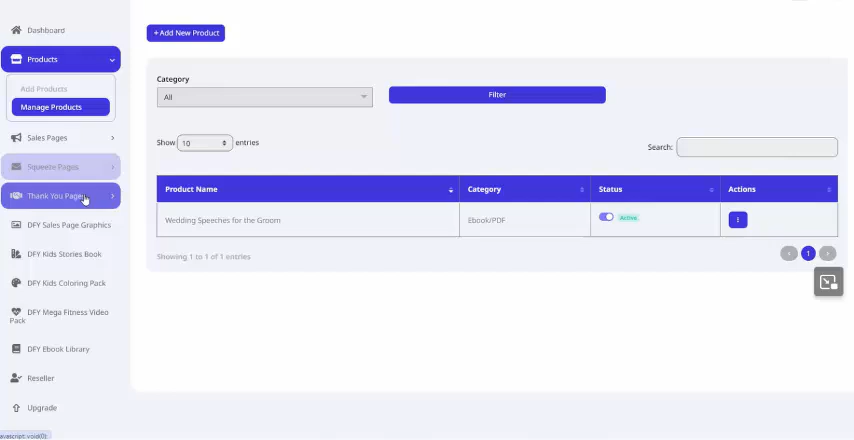 Dashboard
+ Add New Product
Products
Add Products
Manage Products
Sales Pages
Squeeze Pages
Thank You Pages
DFY Sales Page Graphics
DFY Kids Stories Book
DFY Kids Coloring Pack
DFY Mega Fitness Video
Pack
DFY Ebook Library
Reseller
Upgrade
Category
All
Filter
Show 10 entries
Search:
Product Name Category Status Actions
Wedding Speeches for the Groom Ebook/PDF Active
Showing 1 to 1 of 1 entries
1
avascript: void(0);